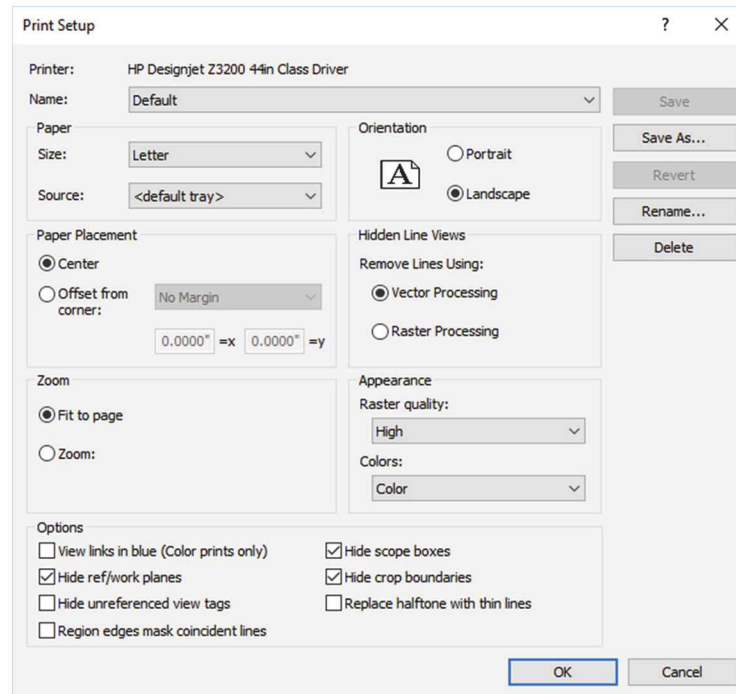 Print Setup ?
Printer: HP Designjet Z3200 44in Class Driver
Name: Default
Save
Save As...
Revert
Rename...
Delete
Paper
Size: Letter
Source: <default tray>
Orientation
A
Portrait
Landscape
Paper Placement
Center
Offset from
corner:
No Margin
0.0000" =x 0.0000" =y
Hidden Line Views
Remove Lines Using:
Vector Processing
Raster Processing
Zoom
Fit to page
Zoom:
Appearance
Raster quality:
High
Colors:
Color
Options
View links in blue (Color prints only)
Hide ref/work planes
Hide unreferenced view tags
Region edges mask coincident lines
Hide scope boxes
Hide crop boundaries
Replace halftone with thin lines
OK
Cancel